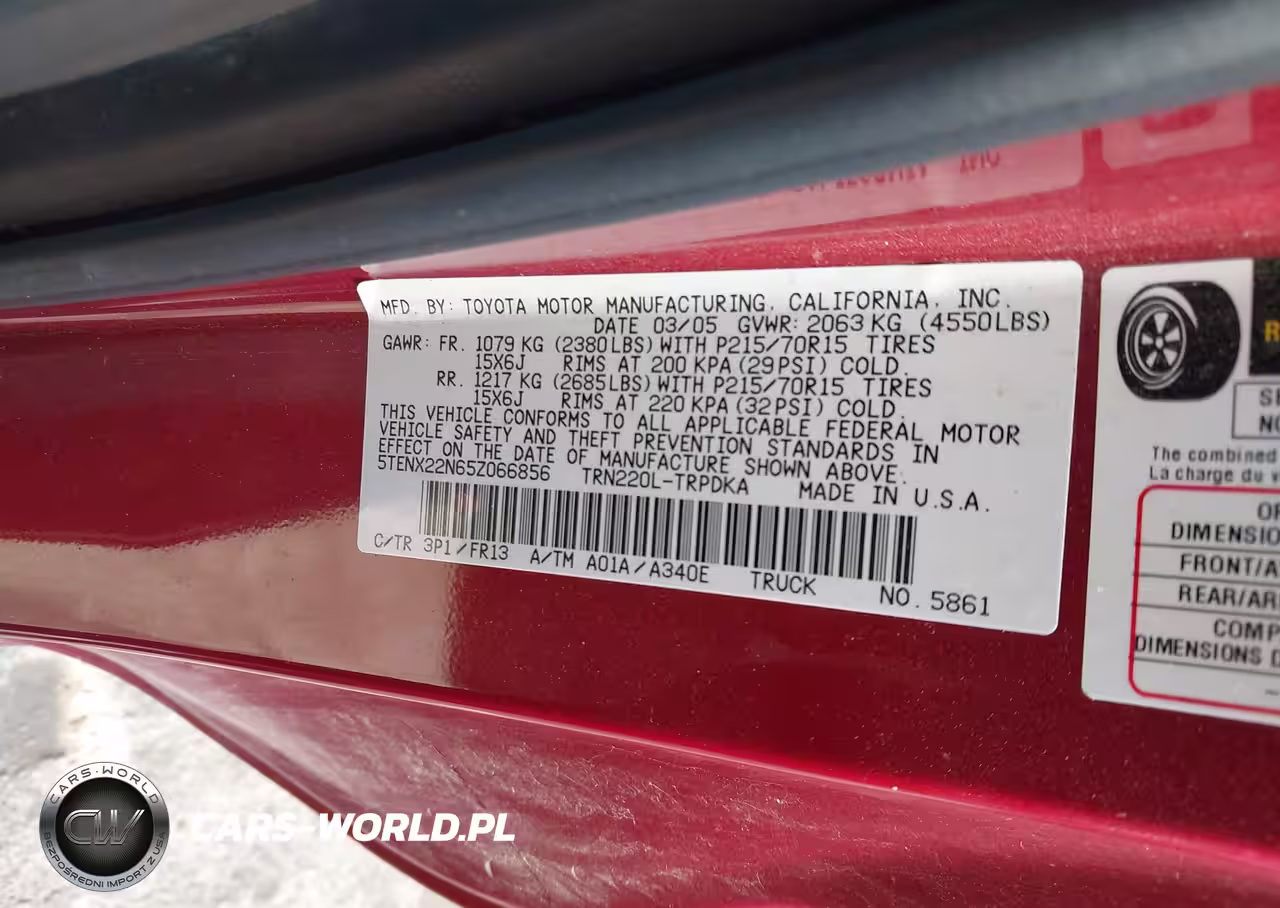 MFD. BY: TOYOTA MOTOR MANUFACTURING, CALIFORNIA, INC.
DATE 03/05 GVWR: 2063 KG (4550LBS)
GAWR: FR. 1079 KG (2380LBS) WITH P215/70R15 TIRES
15X6J RIMS AT 200 KPA (29PSI) COLD.
RR. 1217 KG (2685LBS) WITH P215/70R15 TIRES
15X6J RIMS AT 220 KPA (32PSI) COLD.
THIS VEHICLE CONFORMS TO ALL APPLICABLE FEDERAL MOTOR
VEHICLE SAFETY AND THEFT PREVENTION STANDARDS IN
EFFECT ON THE DATE OF MANUFACTURE SHOWN ABOVE.
5TENX22N65Z066856 TRN220L-TRPDKA MADE IN U.S.A.
C/TR 3P1/FR13 A/TM A01A/A340E TRUCK NO. 5861
The combined
La charge du
DIMENSIO
FRONT/A
REAR/AR
COMP
DIMENSIONS D
CARS-WORLD
CW
BEZPOŚREDNI IMPORT Z USA
CARS-WORLD.PL